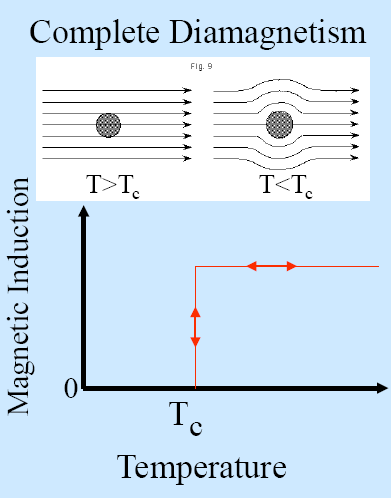 Complete Diamagnetism
Fig. 9
T>Tc
T<Tc
Magnetic Induction
0
Tc
Temperature